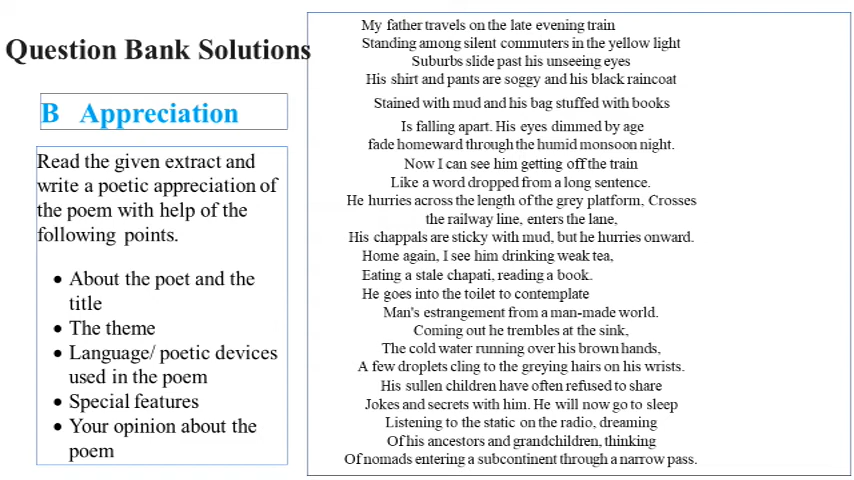 Question Bank Solutions
B Appreciation
Read the given extract and
write a poetic appreciation of
the poem with help of the
following points.
• About the poet and the
title
• The theme
• Language/ poetic devices
used in the poem
• Special features
• Your opinion about the
poem
My father travels on the late evening train
Standing among silent commuters in the yellow light
Suburbs slide past his unseeing eyes
His shirt and pants are soggy and his black raincoat
Stained with mud and his bag stuffed with books
Is falling apart. His eyes dimmed by age
fade homeward through the humid monsoon night.
Now I can see him getting off the train
Like a word dropped from a long sentence.
He hurries across the length of the grey platform, Crosses
the railway line, enters the lane,
His chappals are sticky with mud, but he hurries onward.
Home again, I see him drinking weak tea,
Eating a stale chapati, reading a book.
He goes into the toilet to contemplate
Man's estrangement from a man-made world.
Coming out he trembles at the sink,
The cold water running over his brown hands,
A few droplets cling to the greying hairs on his wrists.
His sullen children have often refused to share
Jokes and secrets with him. He will now go to sleep
Listening to the static on the radio, dreaming
Of his ancestors and grandchildren, thinking
Of nomads entering a subcontinent through a narrow pass.